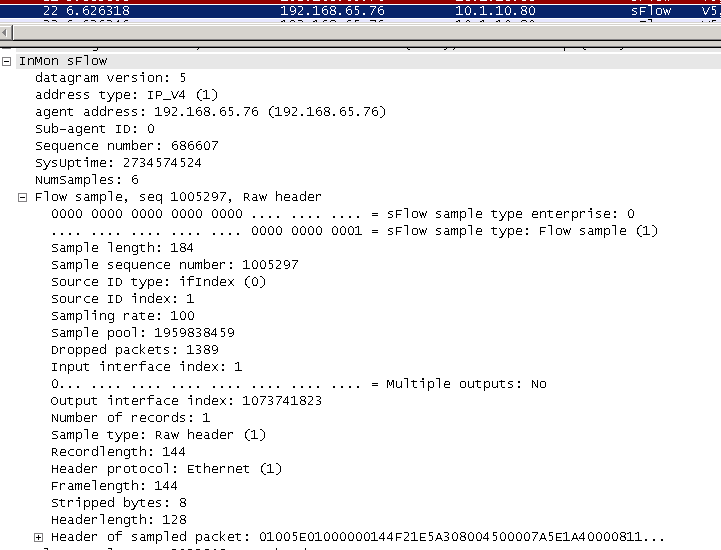 22 6.626318 192.168.65.76 10.1.10.80 sFlow V5
InMon sFlow
datagram version: 5
address type: IP_V4 (1)
agent address: 192.168.65.76 (192.168.65.76)
Sub-agent ID: 0
Sequence number: 686607
SysUptime: 2734574524
NumSamples: 6
Flow sample, seq 1005297, Raw header
0000 0000 0000 0000 0000 .... .... .... = sFlow sample type enterprise: 0
.... .... .... .... .... 0000 0000 0001 = sFlow sample type: Flow sample (1)
Sample length: 184
Sample sequence number: 1005297
Source ID type: ifIndex (0)
Source ID index: 1
Sampling rate: 100
Sample pool: 1959838459
Dropped packets: 1389
Input interface index: 1
0... .... .... .... .... .... .... .... = Multiple outputs: No
Output interface index: 1073741823
Number of records: 1
Sample type: Raw header (1)
Recordlength: 144
Header protocol: Ethernet (1)
Framelength: 144
Stripped bytes: 8
Headerlength: 128
Header of sampled packet: 01005E01000000144F21E5A308004500007A5E1A40000811...